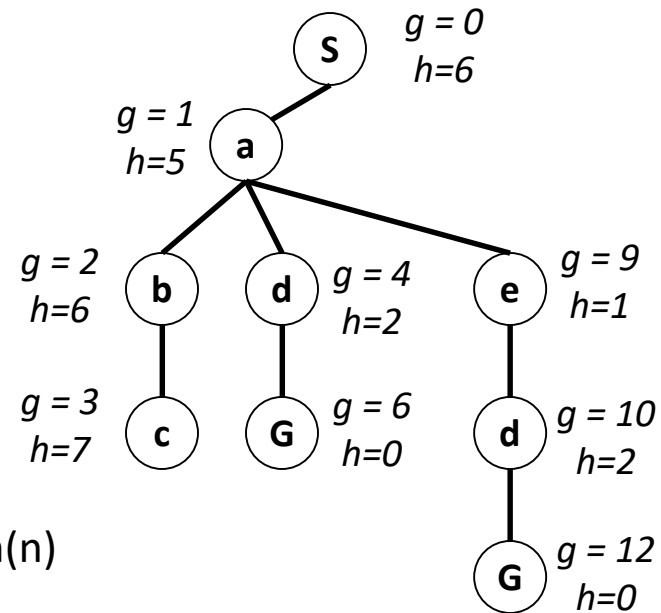 S
g = 0
h=6
g = 1
h=5
a
g = 2
h=6
b
d
g = 4
h=2
e
g = 9
h=1
g = 3
h=7
c
G
g = 6
h=0
d
g = 10
h=2
(n)
G
g = 12
h=0